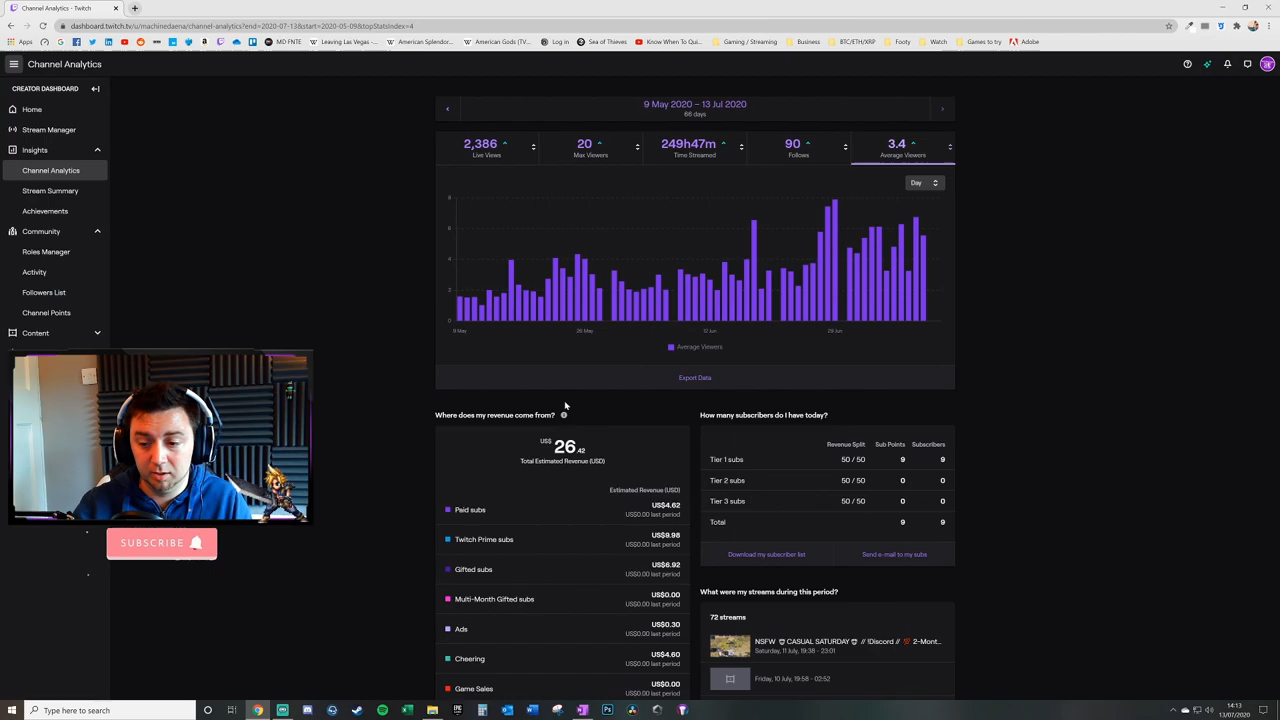 Channel Analytics - Twitch
dashboard.twitch.tv/u/machinedaena/channel-analytics?end=2020-07-13&start=2020-05-09&topStatsIndex=4
Apps
MD FNTE
Leaving Las Vegas -...
American Splendor...
American Gods (TV)...
Log in
Sea of Thieves
Know When To Qui...
Gaming / Streaming
Business
BTC/ETH/XRP
Footy
Watch
Games to try
Adobe
Channel Analytics
CREATOR DASHBOARD
Home
Stream Manager
Insights
Channel Analytics
Stream Summary
Achievements
Community
Roles Manager
Activity
Followers List
Channel Points
Content
SUBSCRIBE
9 May 2020 – 13 Jul 2020
66 days
2,386
Live Views
20
Max Viewers
249h47m
Time Streamed
90
Follows
3.4
Average Viewers
Day
8
6
4
2
0
9 May
26 May
12 Jun
29 Jun
Average Viewers
Export Data
Where does my revenue come from?
US$ 26.42
Total Estimated Revenue (USD)
Estimated Revenue (USD)
Paid subs US$4.62
US$0.00 last period
Twitch Prime subs US$9.98
US$0.00 last period
Gifted subs US$6.92
US$0.00 last period
Multi-Month Gifted subs US$0.00
US$0.00 last period
Ads US$0.30
US$0.00 last period
Cheering US$4.60
US$0.00 last period
Game Sales US$0.00
US$0.00 last period
How many subscribers do I have today?
Revenue Split Sub Points Subscribers
Tier 1 subs 50 / 50 9 9
Tier 2 subs 50 / 50 0 0
Tier 3 subs 50 / 50 0 0
Total 9 9
Download my subscriber list
Send e-mail to my subs
What were my streams during this period?
72 streams
NSFW 😈 CASUAL SATURDAY 😈 // !Discord // 💯 2-Mont...
Saturday, 11 July, 19:38 - 23:01
Friday, 10 July, 19:58 - 02:52
Type here to search
14:13
13/07/2020